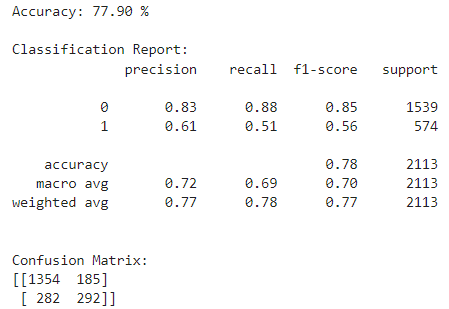 Accuracy: 77.90 %
Classification Report:
precision recall f1-score support
0 0.83 0.88 0.85 1539
1 0.61 0.51 0.56 574
accuracy 0.78 2113
macro avg 0.72 0.69 0.70 2113
weighted avg 0.77 0.78 0.77 2113
Confusion Matrix:
[[1354 185]
[ 282 292]]